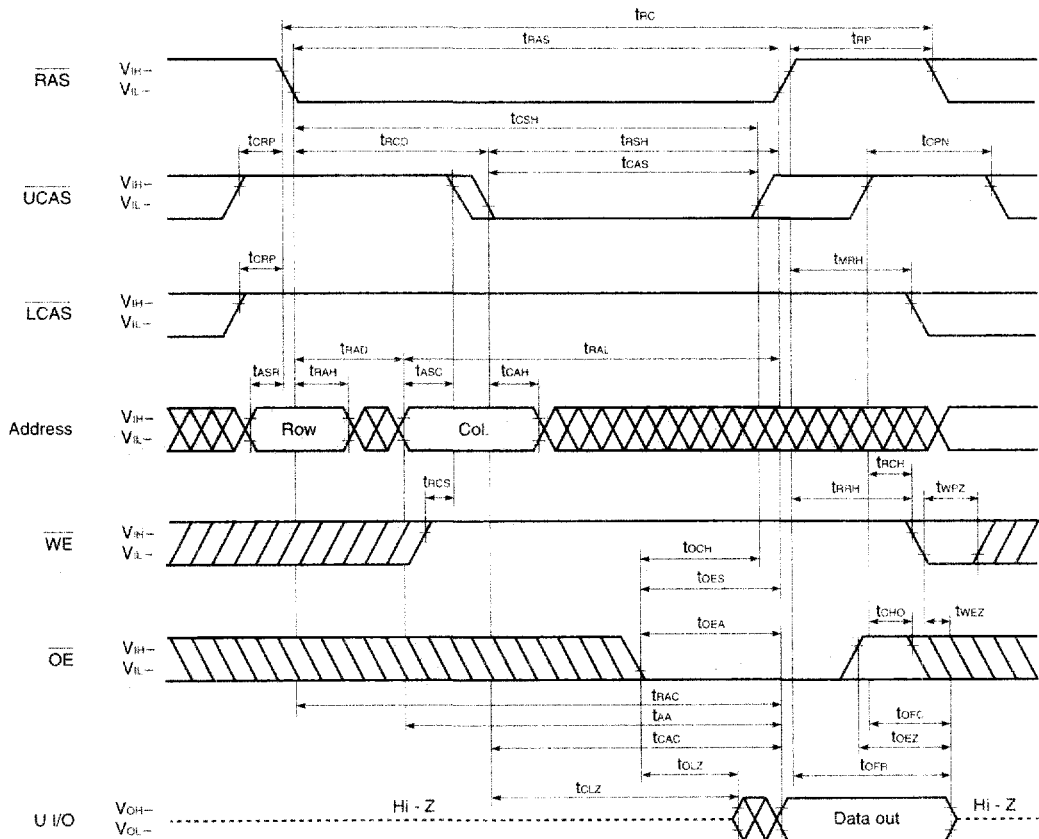 tRC
tRAS tRP
RAS VIH–
VIL–
tCSH
tCRP tRCD tRSH tCPN
tCAS
UCAS VIH–
VIL–
tCRP tMRH
LCAS VIH–
VIL–
tRAD tRAL
tASR tRAH tASC tCAH
Address VIH–
VIL–
Row Col.
tRCS tRCH
tRRH tWPZ
WE VIH–
VIL–
tOCH
tOES
tOEA tCHO tWEZ
OE VIH–
VIL–
tRAC
tAA tOFC
tCAC tOEZ
tOLZ tOFR
tCLZ
U I/O VOH–
VOL–
Hi - Z Data out Hi - Z